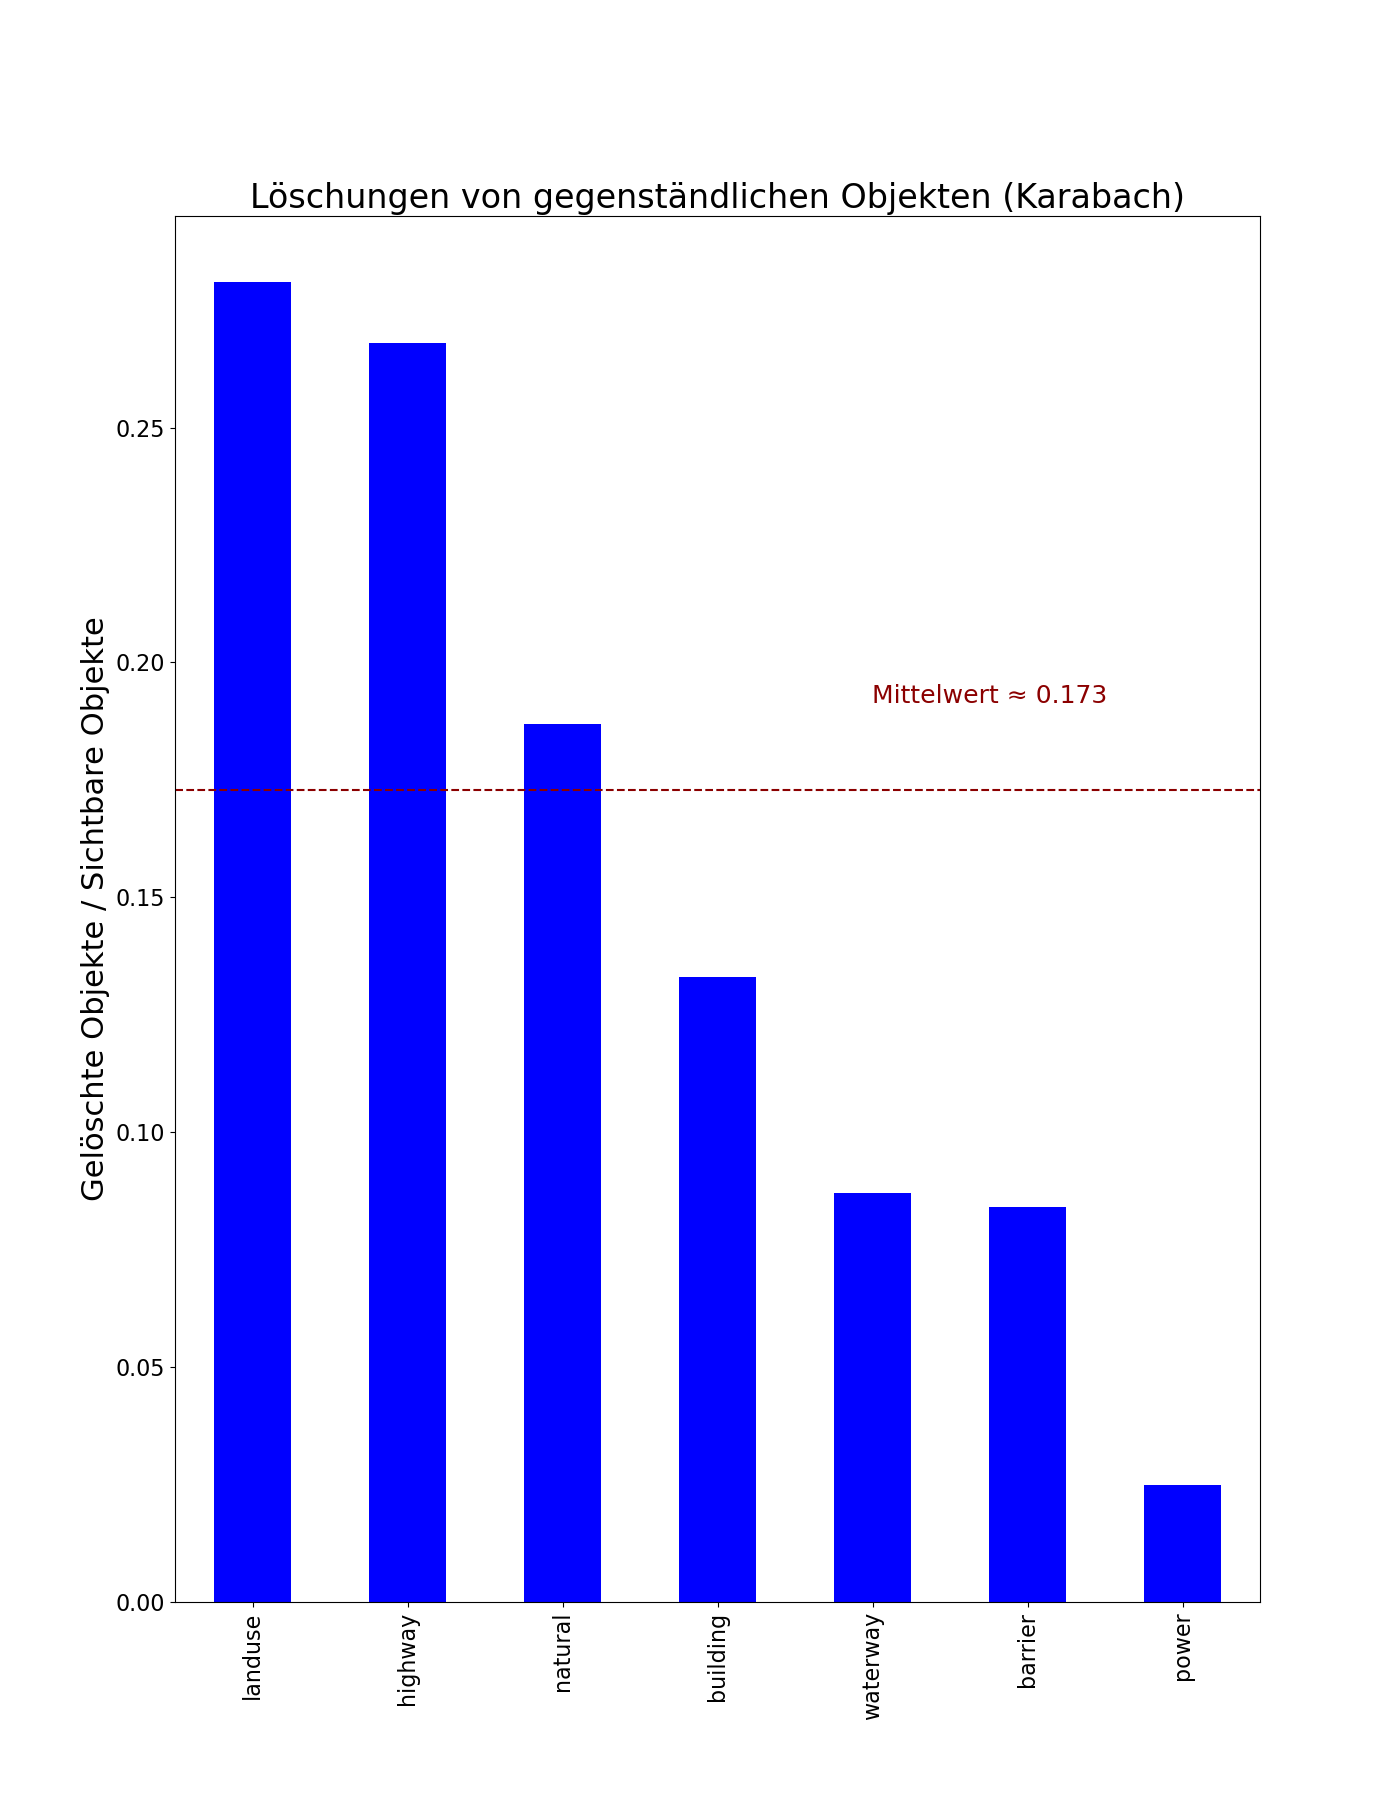 Löschungen von gegenständlichen Objekten (Karabach)
Gelöschte Objekte / Sichtbare Objekte
0.25
0.20
0.15
0.10
0.05
0.00
Mittelwert ≈ 0.173
landuse
highway
natural
building
waterway
barrier
power